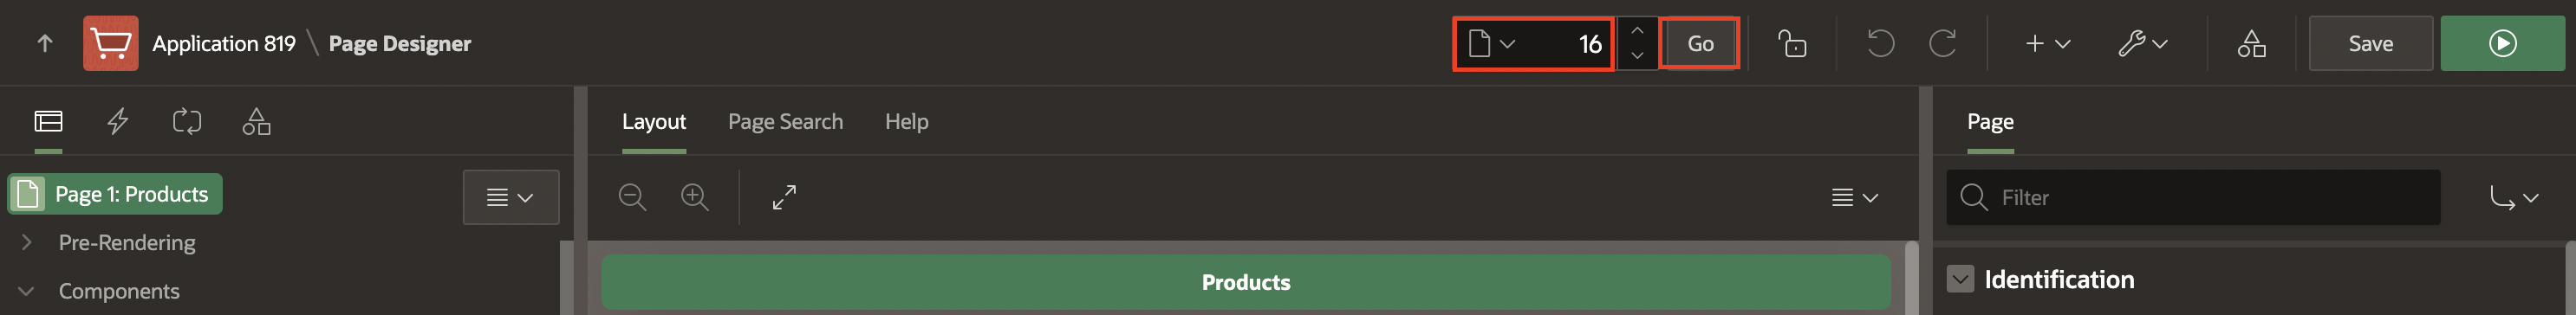 Application 819 \ Page Designer
16
Go
Save
Layout
Page Search
Help
Page
Page 1: Products
Filter
Pre-Rendering
Components
Products
Identification